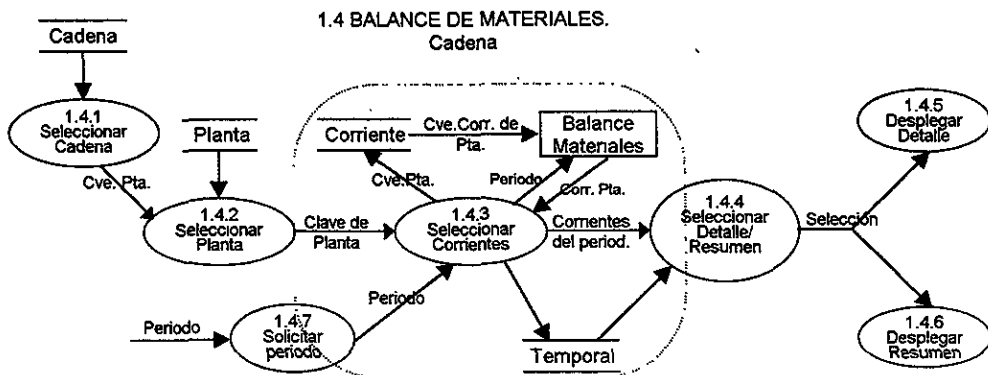 1.4 BALANCE DE MATERIALES.
Cadena
Cadena
1.4.1
Seleccionar
Cadena
Planta
Corriente
Cve.Corr. de
Pta.
Balance
Materiales
1.4.5
Desplegar
Detalle
Cve. Pta.
Cve.Pta.
Periodo
Corr. Pta.
1.4.2
Seleccionar
Planta
Clave de
Planta
1.4.3
Seleccionar
Corrientes
Corrientes
del period.
1.4.4
Seleccionar
Detalle/
Resumen
Selección
Periodo
Periodo
1.4.7
Solicitar
periodo
Temporal
1.4.6
Desplegar
Resumen